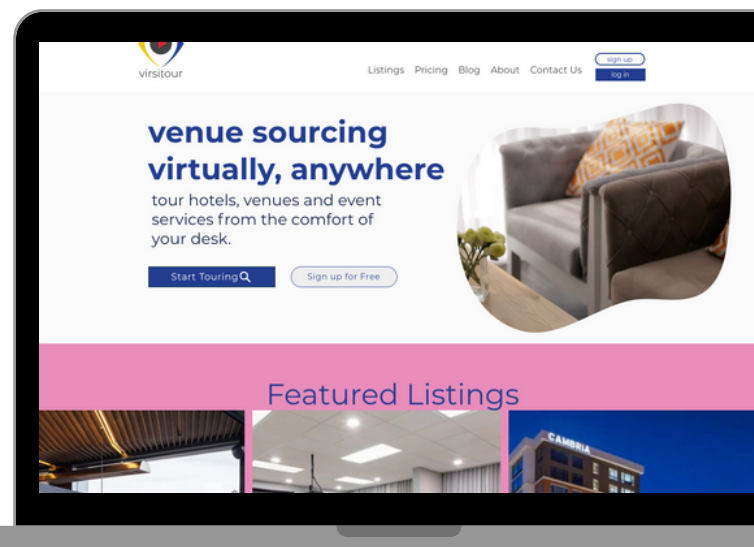 virsitour
Listings Pricing Blog About Contact Us
sign up
log in
venue sourcing
virtually, anywhere
tour hotels, venues and event
services from the comfort of
your desk.
Start Touring
Sign up for Free
Featured Listings
CAMBRIA